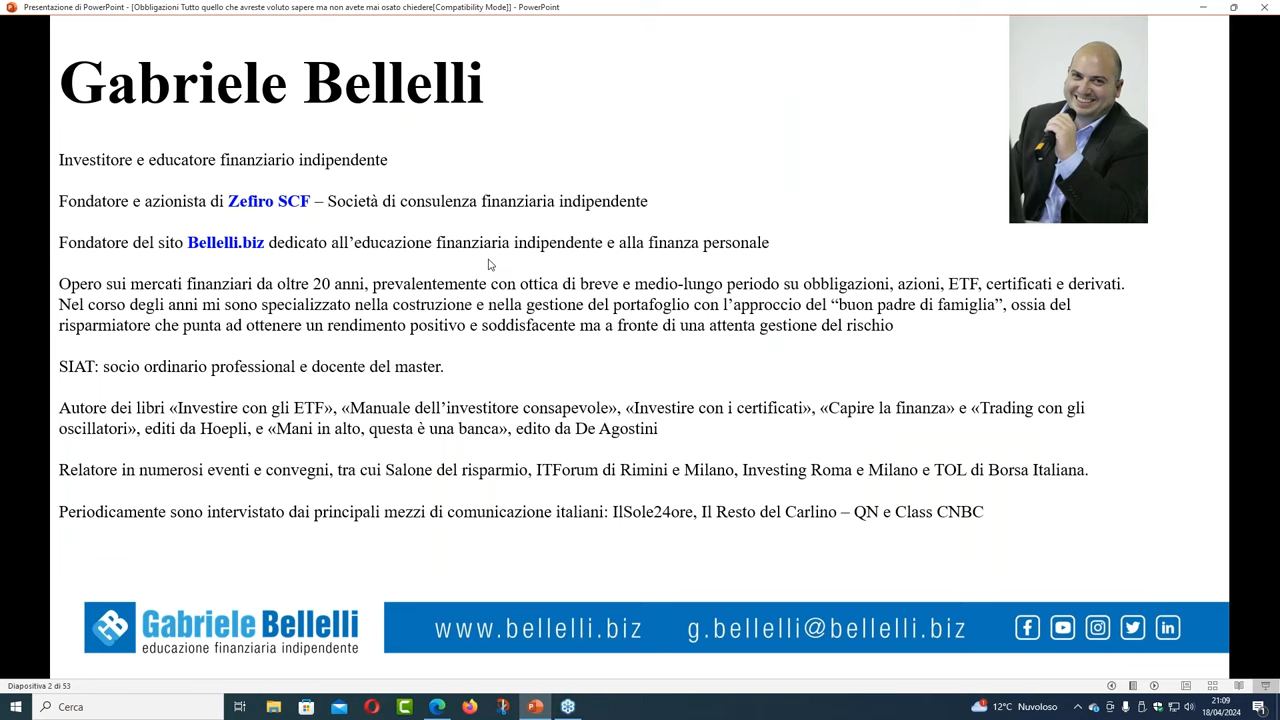 Presentazione di PowerPoint - [Obbligazioni Tutto quello che avreste voluto sapere ma non avete mai osato chiedere[Compatibility Mode]] - PowerPoint
Gabriele Bellelli
Investitore e educatore finanziario indipendente
Fondatore e azionista di Zefiro SCF – Società di consulenza finanziaria indipendente
Fondatore del sito Bellelli.biz dedicato all’educazione finanziaria indipendente e alla finanza personale
Opero sui mercati finanziari da oltre 20 anni, prevalentemente con ottica di breve e medio-lungo periodo su obbligazioni, azioni, ETF, certificati e derivati.
Nel corso degli anni mi sono specializzato nella costruzione e nella gestione del portafoglio con l’approccio del “buon padre di famiglia”, ossia del
risparmiatore che punta ad ottenere un rendimento positivo e soddisfacente ma a fronte di una attenta gestione del rischio
SIAT: socio ordinario professional e docente del master.
Autore dei libri «Investire con gli ETF», «Manuale dell’investitore consapevole», «Investire con i certificati», «Capire la finanza» e «Trading con gli
oscillatori», editi da Hoepli, e «Mani in alto, questa è una banca», edito da De Agostini
Relatore in numerosi eventi e convegni, tra cui Salone del risparmio, ITForum di Rimini e Milano, Investing Roma e Milano e TOL di Borsa Italiana.
Periodicamente sono intervistato dai principali mezzi di comunicazione italiani: IlSole24ore, Il Resto del Carlino – QN e Class CNBC
Gabriele Bellelli
educazione finanziaria indipendente
www.bellelli.biz g.bellelli@bellelli.biz
Diapositiva 2 di 53
Cerca
12°C Nuvoloso
21:09
18/04/2024